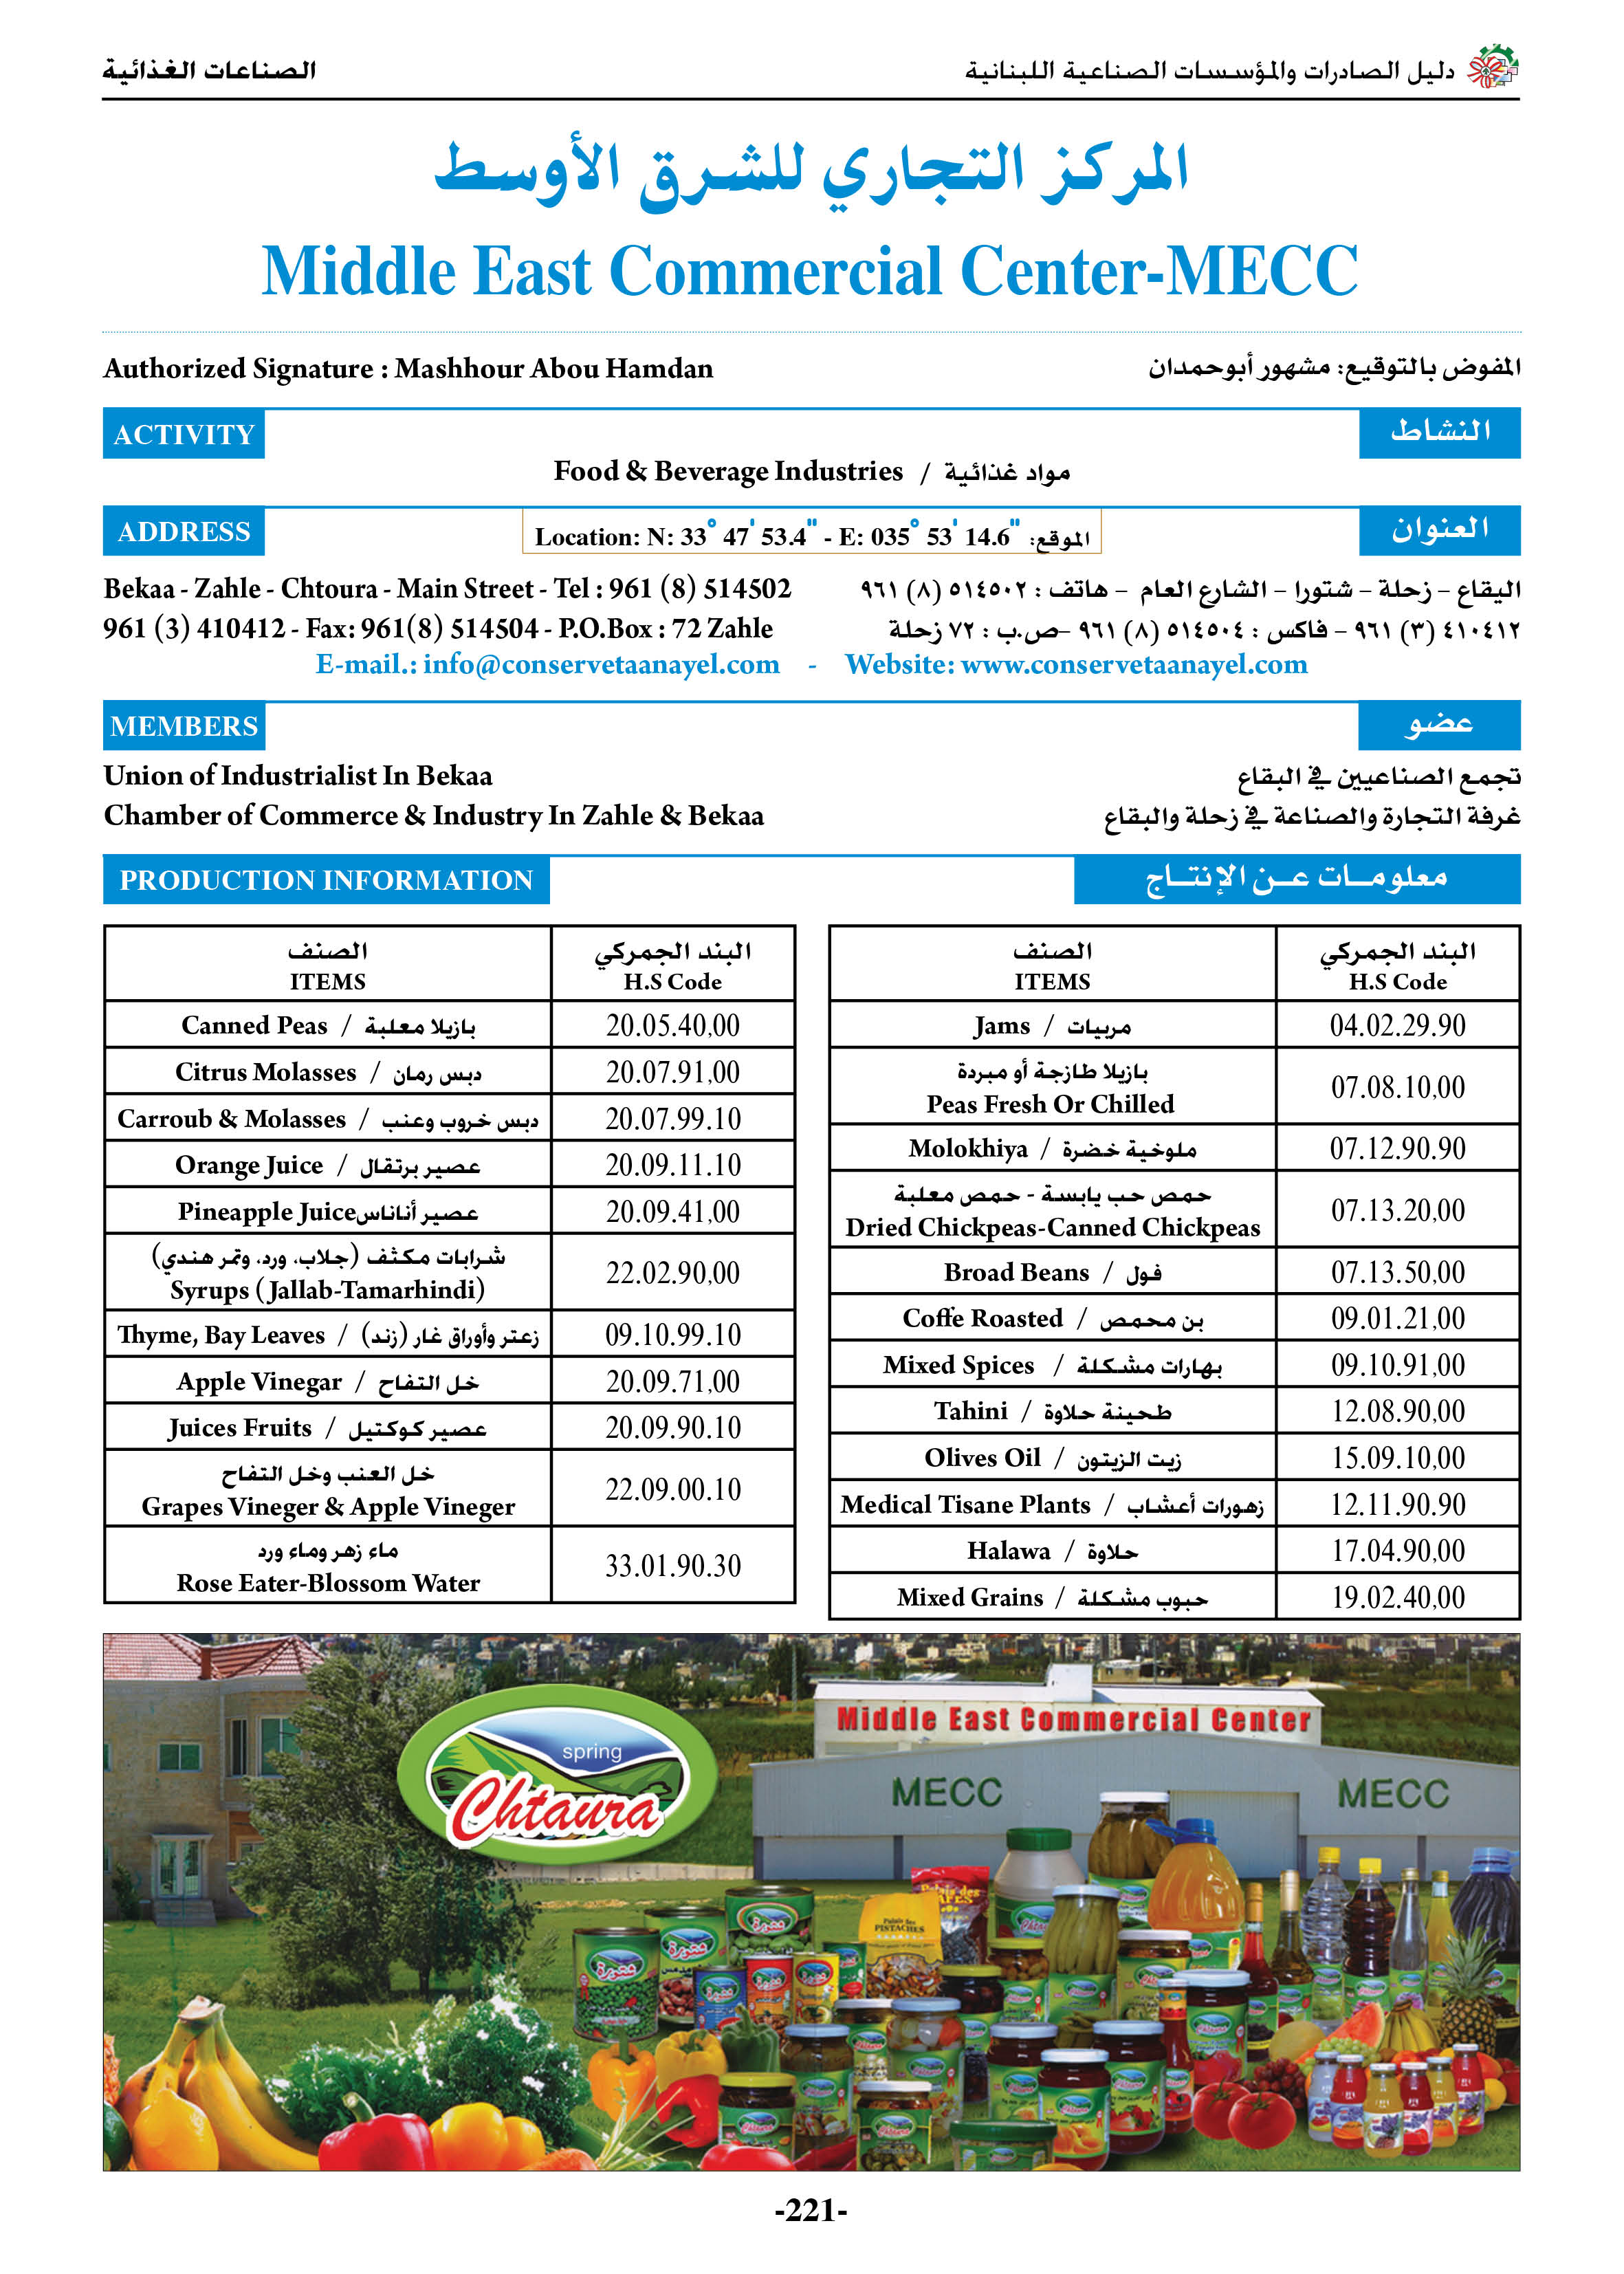 الصناعات الغذائية
دليل الصادرات والمؤسسات الصناعية اللبنانية
المركز التجاري للشرق الأوسط
Middle East Commercial Center-MECC
Authorized Signature : Mashhour Abou Hamdan
المفوض بالتوقيع: مشهور أبوحمدان
ACTIVITY
النشاط
Food & Beverage Industries / مواد غذائية
ADDRESS
Location: N: 33° 47' 53.4" - E: 035° 53' 14.6" الموقع:
العنوان
Bekaa - Zahle - Chtoura - Main Street - Tel : 961 (8) 514502
961 (3) 410412 - Fax: 961(8) 514504 - P.O.Box : 72 Zahle
البقاع - زحلة - شتورا - الشارع العام - هاتف : ٥١٤٥٠٢ (٨) ٩٦١
٤١٠٤١٢ (٣) ٩٦١ - فاكس : ٥١٤٥٠٤ (٨) ٩٦١ -ص.ب : ٧٢ زحلة
E-mail.: info@conservetaanayel.com - Website: www.conservetaanayel.com
MEMBERS
عضو
Union of Industrialist In Bekaa
Chamber of Commerce & Industry In Zahle & Bekaa
تجمع الصناعيين في البقاع
غرفة التجارة والصناعة في زحلة والبقاع
PRODUCTION INFORMATION
معلومــات عــن الإنتــاج
الصنف البند الجمركي
ITEMS H.S Code
Canned Peas / بازيلا معلبة 20.05.40,00
Citrus Molasses / دبس رمان 20.07.91,00
Carroub & Molasses / دبس خروب وعنب 20.07.99.10
Orange Juice / عصير برتقال 20.09.11.10
Pineapple Juiceعصير أناناس 20.09.41,00
شرابات مكثف (جلاب، ورد، وتمر هندي)
Syrups (Jallab-Tamarhindi) 22.02.90,00
Thyme, Bay Leaves / زعتر وأوراق غار (زند) 09.10.99.10
Apple Vinegar / خل التفاح 20.09.71,00
Juices Fruits / عصير كوكتيل 20.09.90.10
خل العنب وخل التفاح
Grapes Vineger & Apple Vineger 22.09.00.10
ماء زهر وماء ورد
Rose Eater-Blossom Water 33.01.90.30
الصنف البند الجمركي
ITEMS H.S Code
Jams / مربيات 04.02.29.90
بازيلا طازجة أو مبردة
Peas Fresh Or Chilled 07.08.10,00
Molokhiya / ملوخية خضرة 07.12.90.90
حمص حب يابسة - حمص معلبة
Dried Chickpeas-Canned Chickpeas 07.13.20,00
Broad Beans / فول 07.13.50,00
Coffe Roasted / بن محمص 09.01.21,00
Mixed Spices / بهارات مشكلة 09.10.91,00
Tahini / طحينة حلاوة 12.08.90,00
Olives Oil / زيت الزيتون 15.09.10,00
Medical Tisane Plants / زهورات أعشاب 12.11.90.90
Halawa / حلاوة 17.04.90,00
Mixed Grains / حبوب مشكلة 19.02.40,00
spring
Chtaura
Middle East Commercial Center
MECC
MECC
Palais des
PISTACHES
شتورة
شتورة
شتورة
Chtaura
Chtaura
-221-